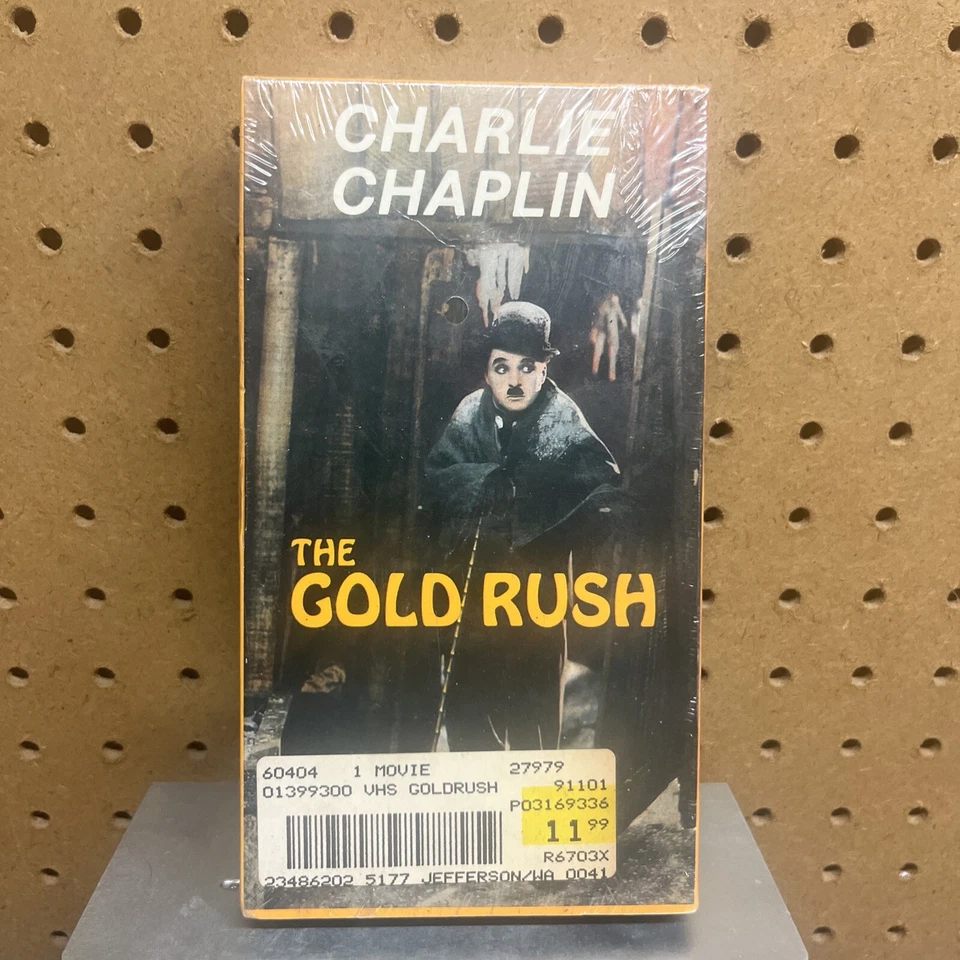 CHARLIE
CHAPLIN
THE
GOLD RUSH
60404 1 MOVIE 27979
01399300 VHS GOLDRUSH 91101
P03169336
11 99
R6703X
23486202 5177 JEFFERSON/WA 0041